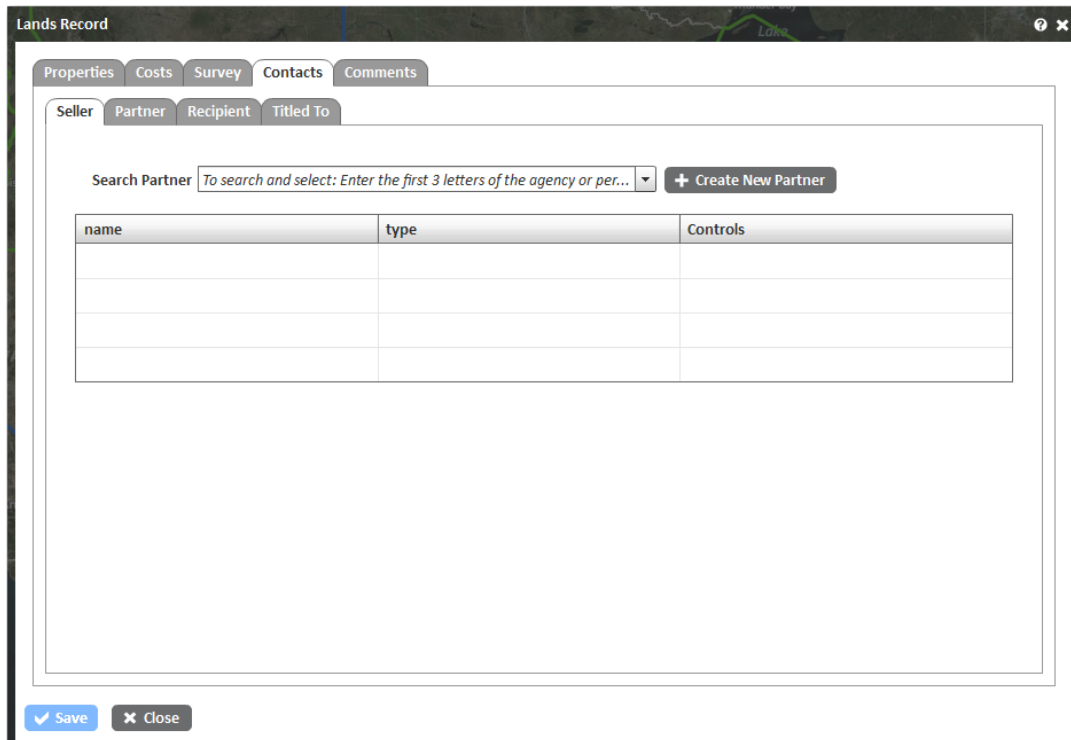 Lands Record
Lake
Properties Costs Survey Contacts Comments
Seller Partner Recipient Titled To
Search Partner To search and select: Enter the first 3 letters of the agency or per... Create New Partner
name type Controls
Save Close